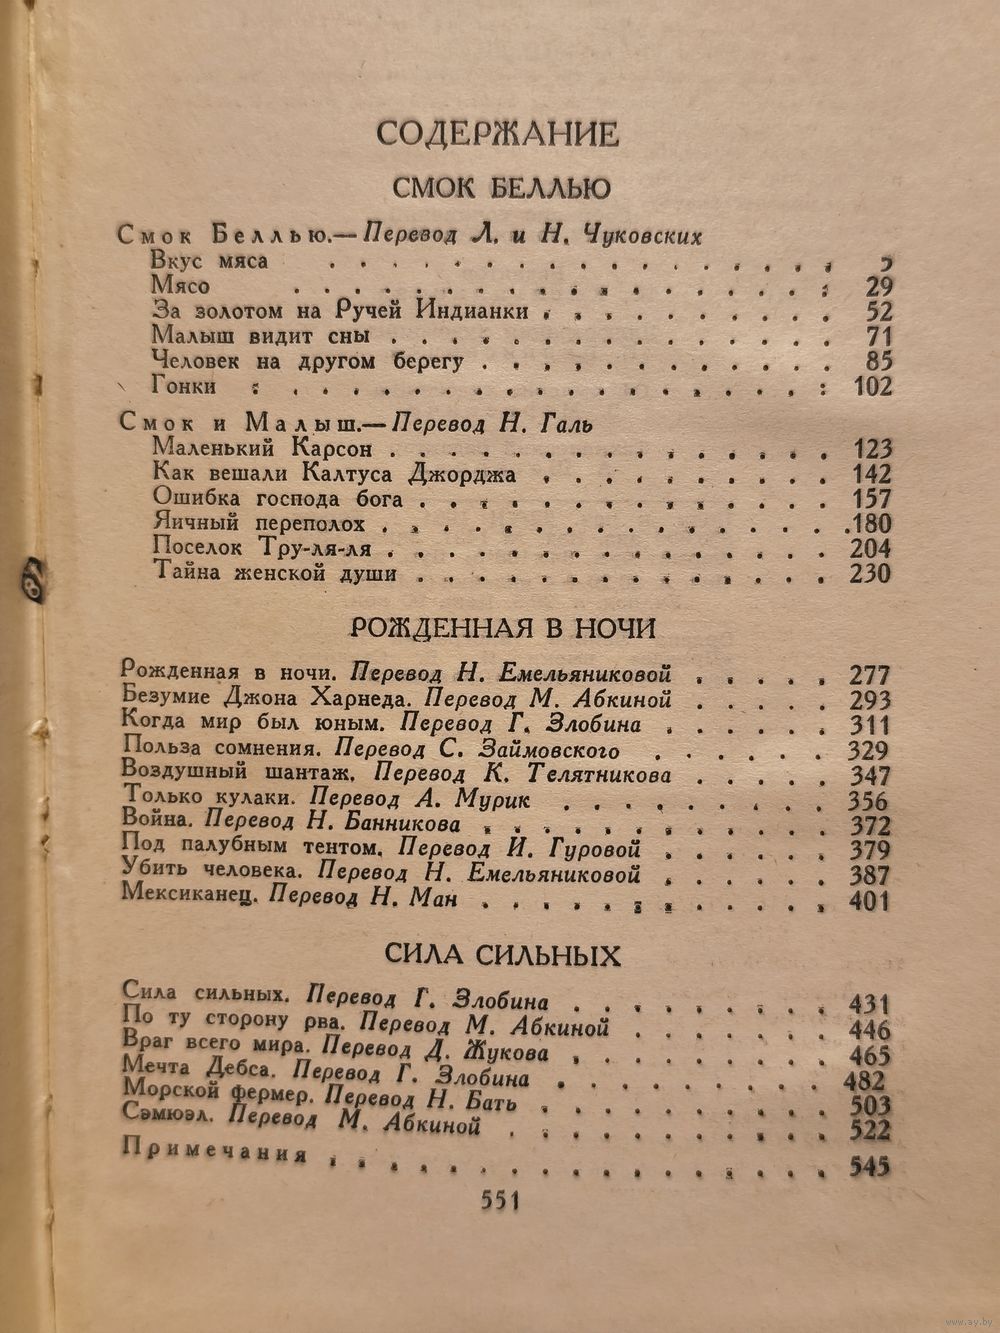 СОДЕРЖАНИЕ
СМОК БЕЛЛЬЮ
Смок Беллью.— Перевод Л. и Н. Чуковских
Вкус мяса . . . . . . . . . . . . . . . . 5
Мясо . . . . . . . . . . . . . . . . . . 29
За золотом на Ручей Индианки . . . . . . . . . . 52
Малыш видит сны . . . . . . . . . . . . . . . 71
Человек на другом берегу . . . . . . . . . . . . 85
Гонки . . . . . . . . . . . . . . . . . . . 102
Смок и Малыш.— Перевод Н. Галь
Маленький Карсон . . . . . . . . . . . . . . . 123
Как вешали Калтуса Джорджа . . . . . . . . . . 142
Ошибка господа бога . . . . . . . . . . . . . . 157
Яичный переполох . . . . . . . . . . . . . . . 180
Поселок Тру-ля-ля . . . . . . . . . . . . . . . 204
Тайна женской души . . . . . . . . . . . . . . 230
РОЖДЕННАЯ В НОЧИ
Рожденная в ночи. Перевод Н. Емельяниковой . . . . . 277
Безумие Джона Харнеда. Перевод М. Абкиной . . . . . 293
Когда мир был юным. Перевод Г. Злобина . . . . . . 311
Польза сомнения. Перевод С. Займовского . . . . . . 329
Воздушный шантаж. Перевод К. Телятникова . . . . . 347
Только кулаки. Перевод А. Мурик . . . . . . . . . 356
Война. Перевод Н. Банникова . . . . . . . . . . . . 372
Под палубным тентом. Перевод И. Гуровой . . . . . . 379
Убить человека. Перевод Н. Емельяниковой . . . . . . 387
Мексиканец. Перевод Н. Ман . . . . . . . . . . . . 401
СИЛА СИЛЬНЫХ
Сила сильных. Перевод Г. Злобина . . . . . . . . . 431
По ту сторону рва. Перевод М. Абкиной . . . . . . . 446
Враг всего мира. Перевод Д. Жукова . . . . . . . . . 465
Мечта Дебса. Перевод Г. Злобина . . . . . . . . . 482
Морской фермер. Перевод Н. Бать . . . . . . . . . . 503
Сэмюэл. Перевод М. Абкиной . . . . . . . . . . . 522
Примечания . . . . . . . . . . . . . . . . . 545
551
www.ay.by